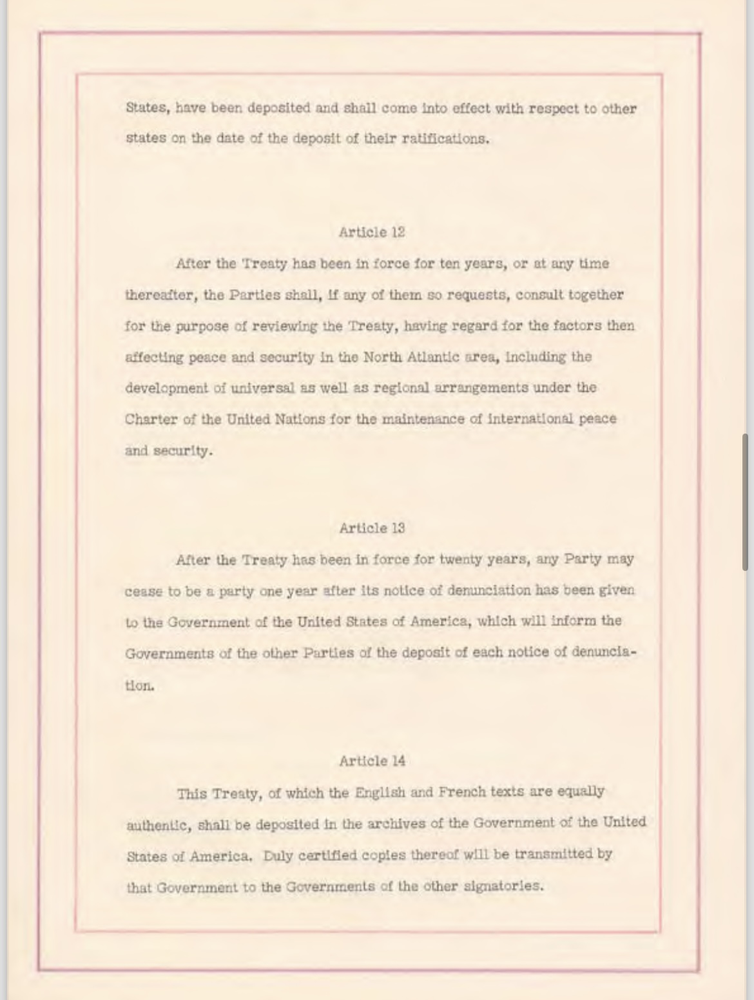 States, have been deposited and shall come into effect with respect to other
states on the date of the deposit of their ratifications.
Article 12
After the Treaty has been in force for ten years, or at any time
thereafter, the Parties shall, if any of them so requests, consult together
for the purpose of reviewing the Treaty, having regard for the factors then
affecting peace and security in the North Atlantic area, including the
development of universal as well as regional arrangements under the
Charter of the United Nations for the maintenance of international peace
and security.
Article 13
After the Treaty has been in force for twenty years, any Party may
cease to be a party one year after its notice of denunciation has been given
to the Government of the United States of America, which will inform the
Governments of the other Parties of the deposit of each notice of denuncia-
tion.
Article 14
This Treaty, of which the English and French texts are equally
authentic, shall be deposited in the archives of the Government of the United
States of America.  Duly certified copies thereof will be transmitted by
that Government to the Governments of the other signatories.